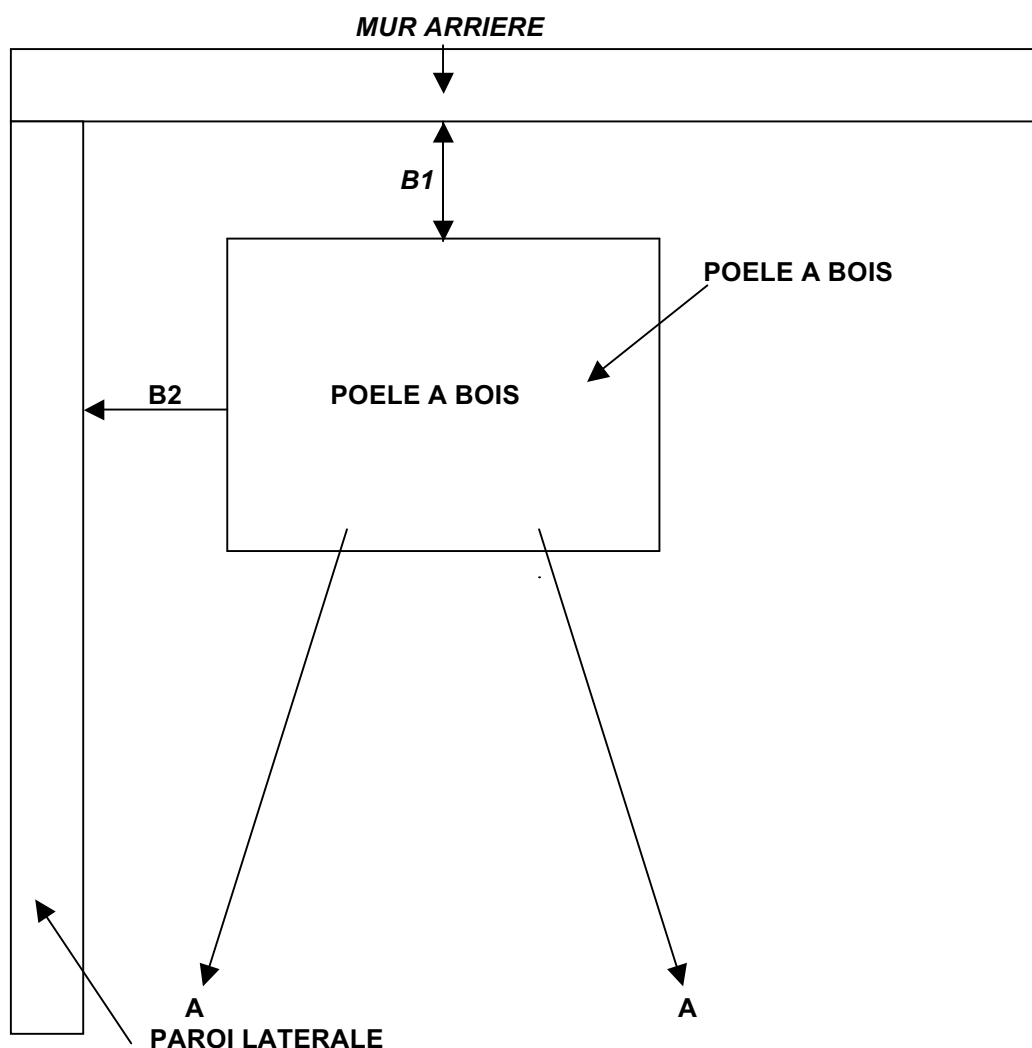 MUR ARRIERE
B1
POELE A BOIS
B2
POELE A BOIS
A
A
PAROI LATERALE